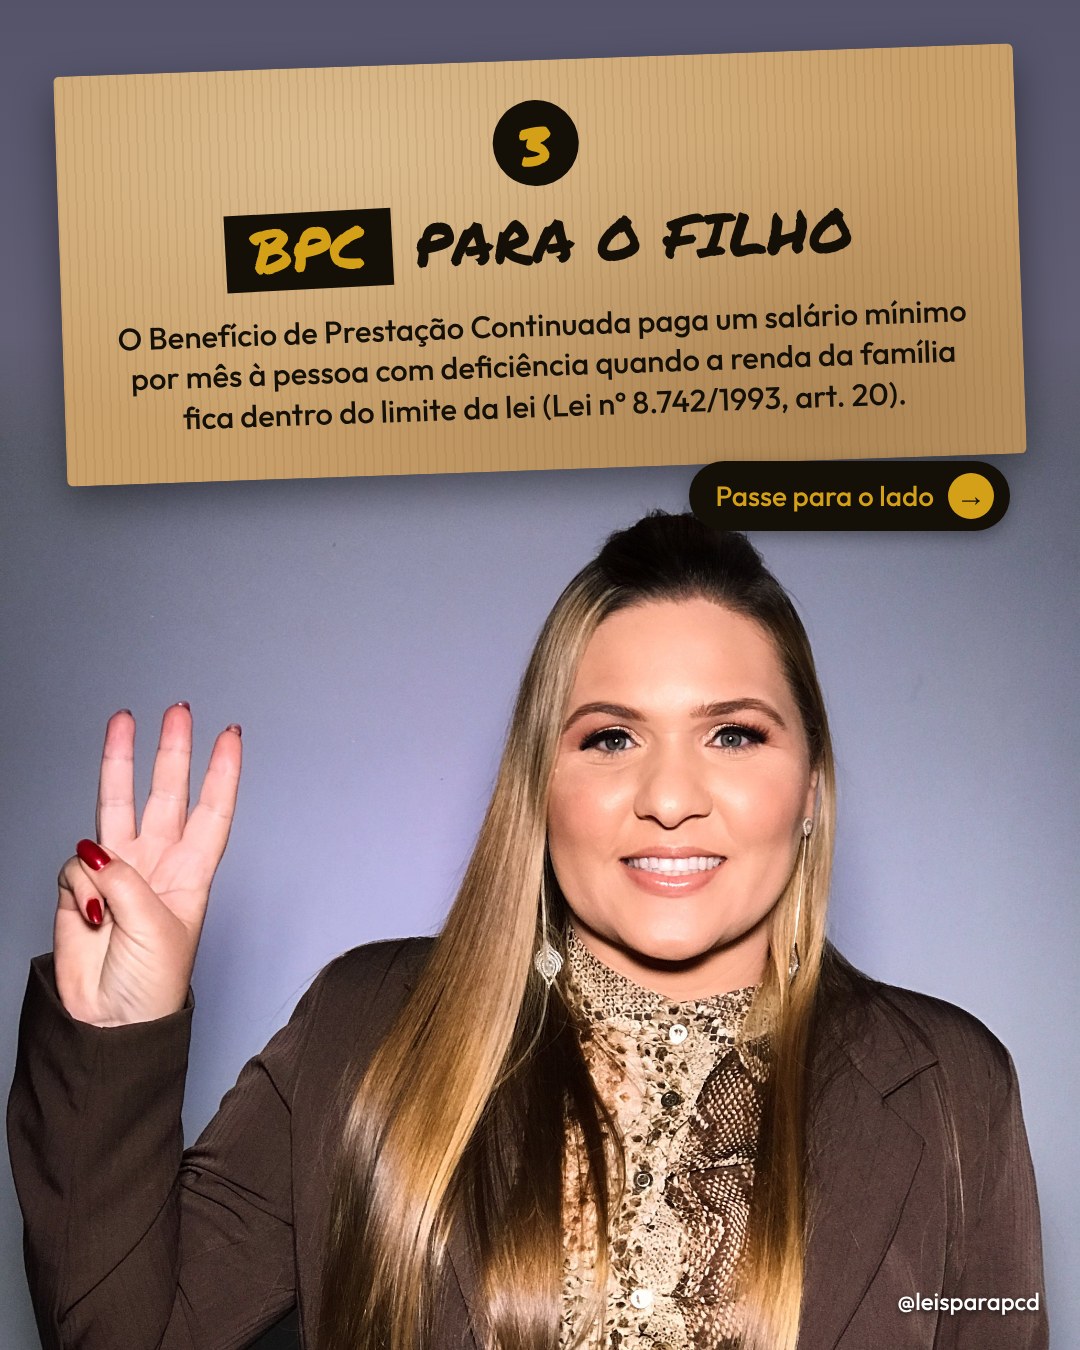 3
BPC PARA O FILHO
O Benefício de Prestação Continuada paga um salário mínimo
por mês à pessoa com deficiência quando a renda da família
fica dentro do limite da lei (Lei nº 8.742/1993, art. 20).
Passe para o lado →
@leisparapcd